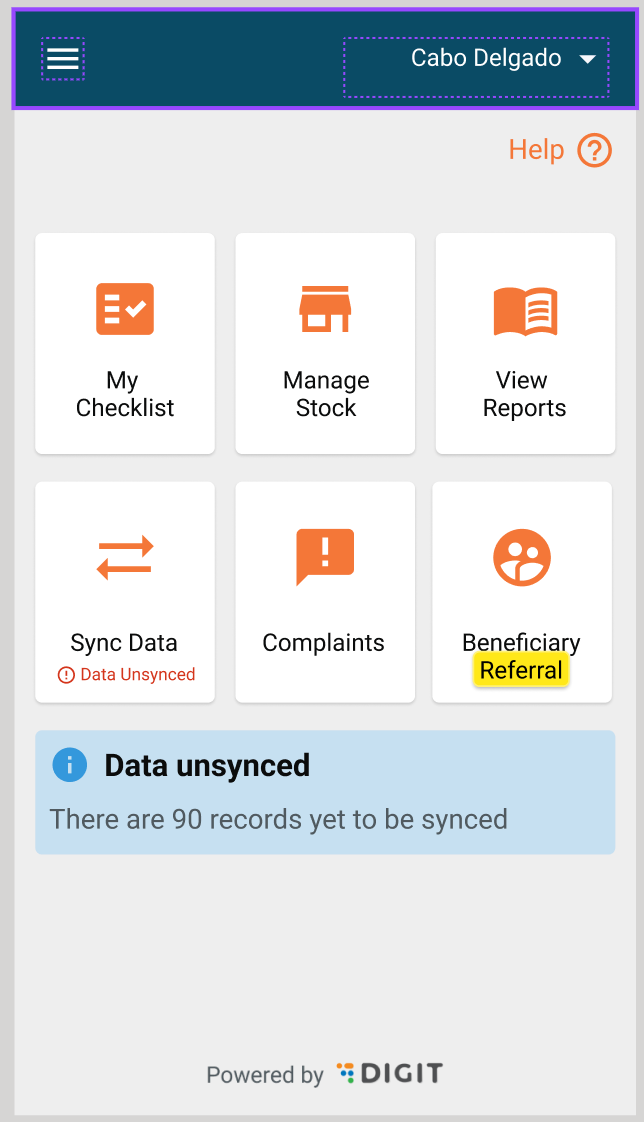 Cabo Delgado
Help
My
Checklist
Manage
Stock
View
Reports
Sync Data
Data Unsynced
Complaints
Beneficiary
Referral
Data unsynced
There are 90 records yet to be synced
Powered by DIGIT